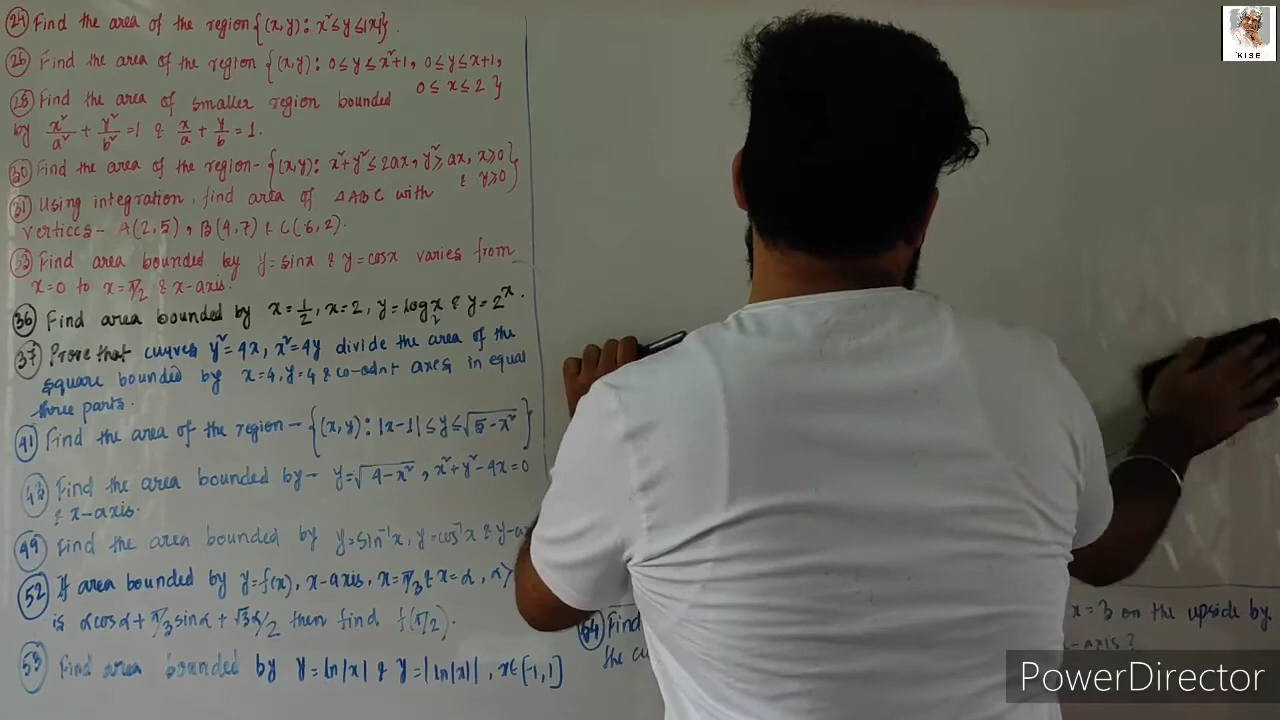 24 Find the area of the region {(x,y): x² ≤ y ≤ |x|}.
26 Find the area of the region {(x,y): 0 ≤ y ≤ x²+1, 0 ≤ y ≤ x+1,
0 ≤ x ≤ 2}
28 Find the area of smaller region bounded
by x²/a² + y²/b² = 1 & x/a + y/b = 1.
30 Find the area of the region - {(x,y): x²+y² ≤ 2ax, y² ≥ ax, x ≥ 0
& y ≥ 0}
31 Using integration, find area of △ABC with
vertices - A(2,5), B(4,7) & C(6,2).
33 Find area bounded by y = sinx & y = cosx varies from
x=0 to x=π/2 & x-axis.
36 Find area bounded by x = 1/2, x = 2, y = log₂x & y = 2ˣ.
37 Prove that curves y² = 4x, x² = 4y divide the area of the
square bounded by x=4, y=4 & co-odnt axes in equal
three parts.
41 Find the area of the region - {(x,y): |x-1| ≤ y ≤ √5-x²}
Find the area bounded by - y = √4-x², x²+y²-4x=0
& x-axis.
49 Find the area bounded by y = sin⁻¹x, y = cos⁻¹x & y-a
52 If area bounded by y = f(x), x-axis, x = π/3 & x = α, α >
is α cosα + π/3 sinα + √3α/2 then find f(π/2).
53 Find area bounded by y = ln|x| & y = |ln|x||, x∈[-1,1]
54 Find x = 3 on the upside by.
the cu x-axis?
KISE
PowerDirector